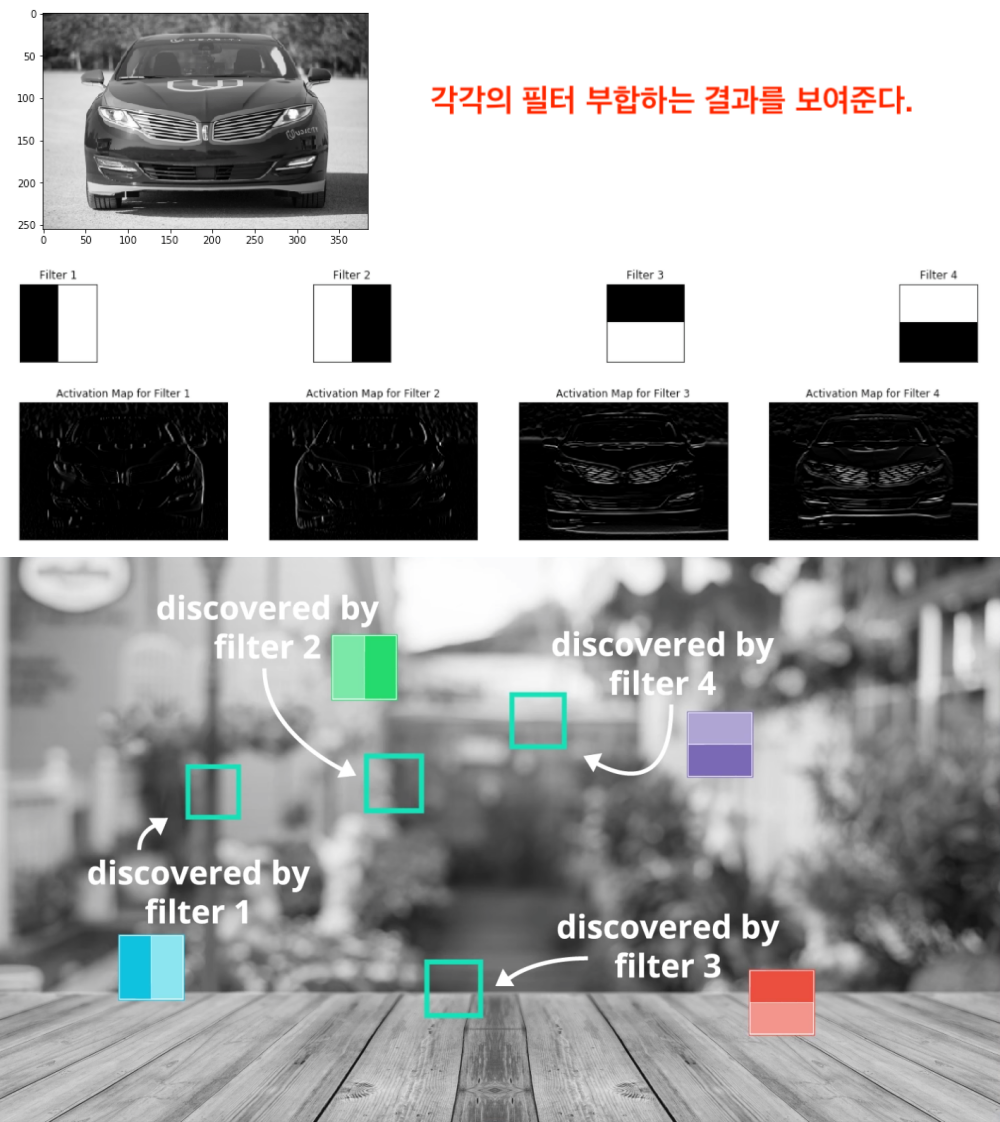 각각의 필터 부합하는 결과를 보여준다.
0
50
100
150
200
250
0 50 100 150 200 250 300 350
Filter 1 Filter 2 Filter 3 Filter 4
Activation Map for Filter 1 Activation Map for Filter 2 Activation Map for Filter 3 Activation Map for Filter 4
discovered by
filter 2
discovered by
filter 4
discovered by
filter 1
discovered by
filter 3